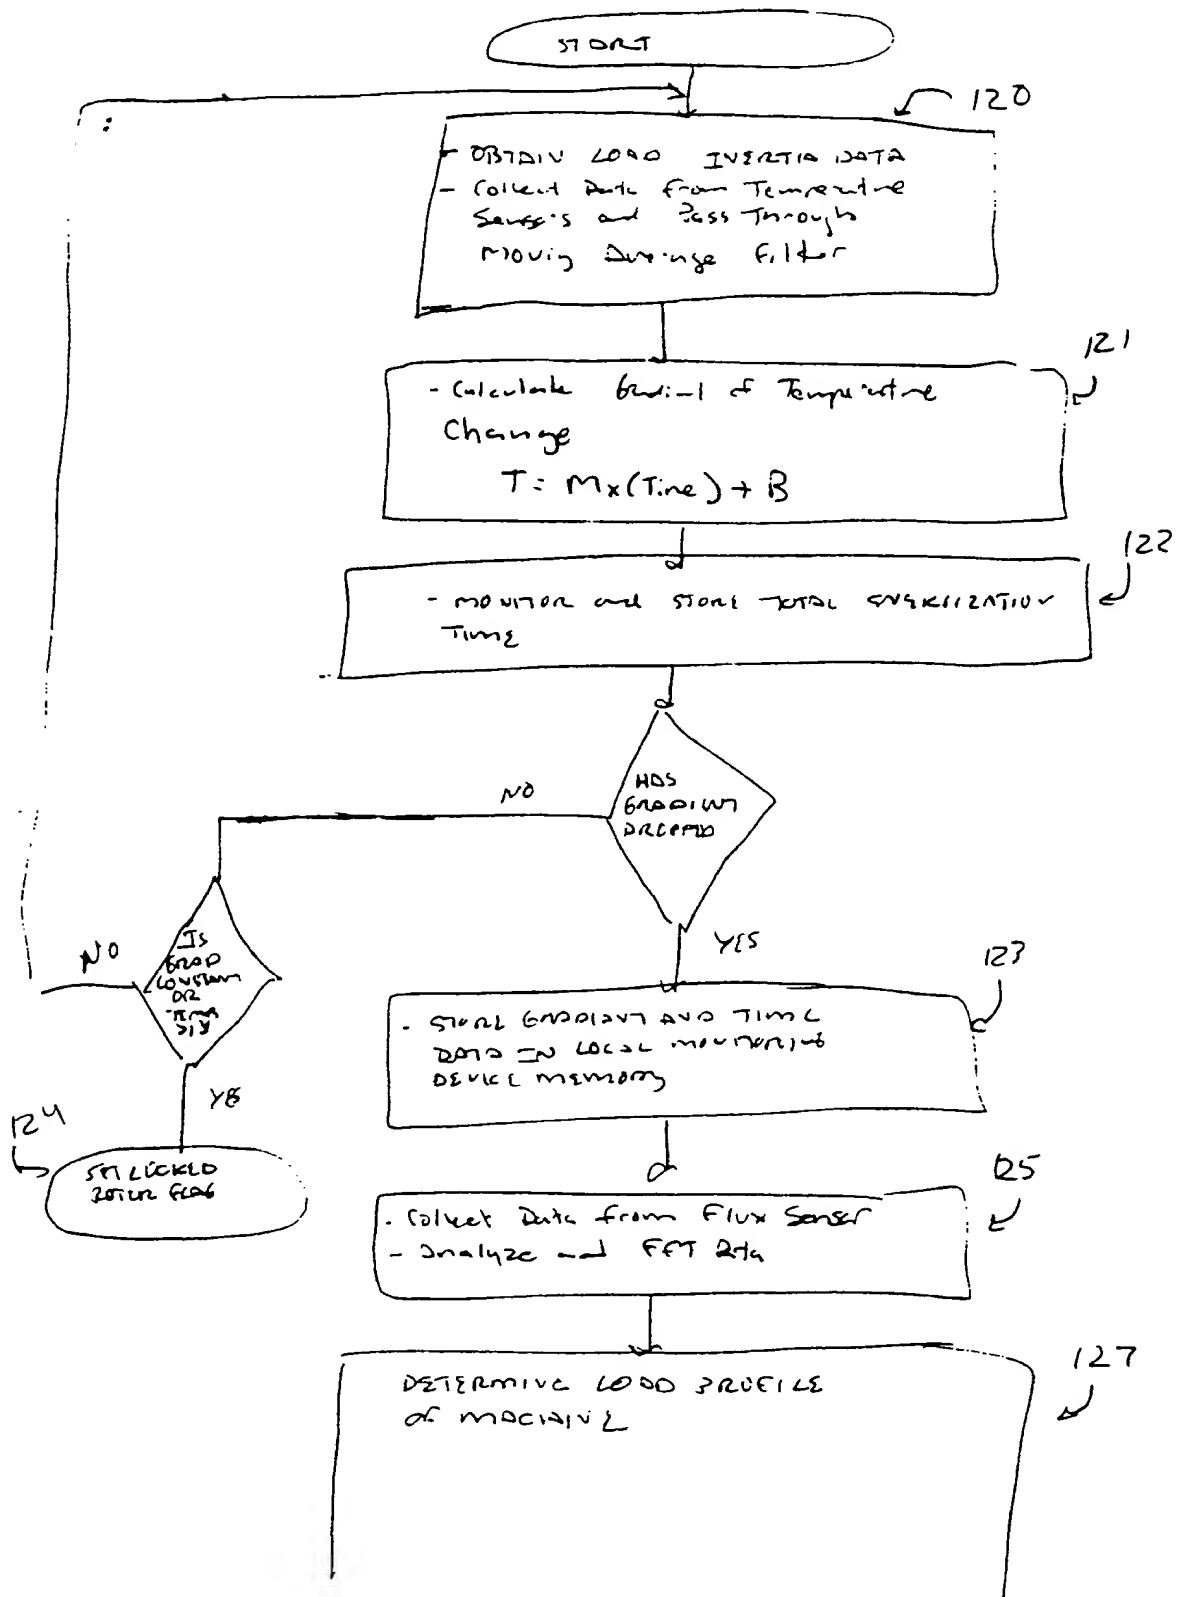 START
120
- OBTAIN LOAD INERTIA DATA
- Collect Data from Temperature
Sensors and Pass Through
Moving Average Filter
121
- Calculate Gradient of Temperature
Change
T = Mx(Time) + B
122
- MONITOR and STORE TOTAL ENERGIZATION
TIME
HAS
GRADIENT
DROPPED
NO
YES
IS
GRAD
CONSTANT
OR
NO
YES
123
- STORE GRADIENT AND TIME
DATA IN LOCAL MONITORING
DEVICE MEMORY
124
SET LOCKED
ROTOR FLAG
125
- Collect Data from Flux Sensor
- Analyze and FFT Data
127
DETERMINE LOAD PROFILE
OF MACHINE